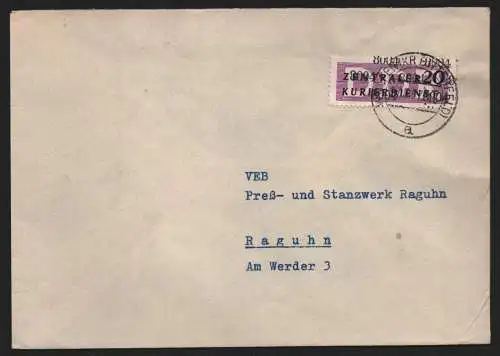 20
ZENTRALER
KURIERDIENST
a
VEB
Preß- und Stanzwerk Raguhn
Raguhn
Am Werder 3